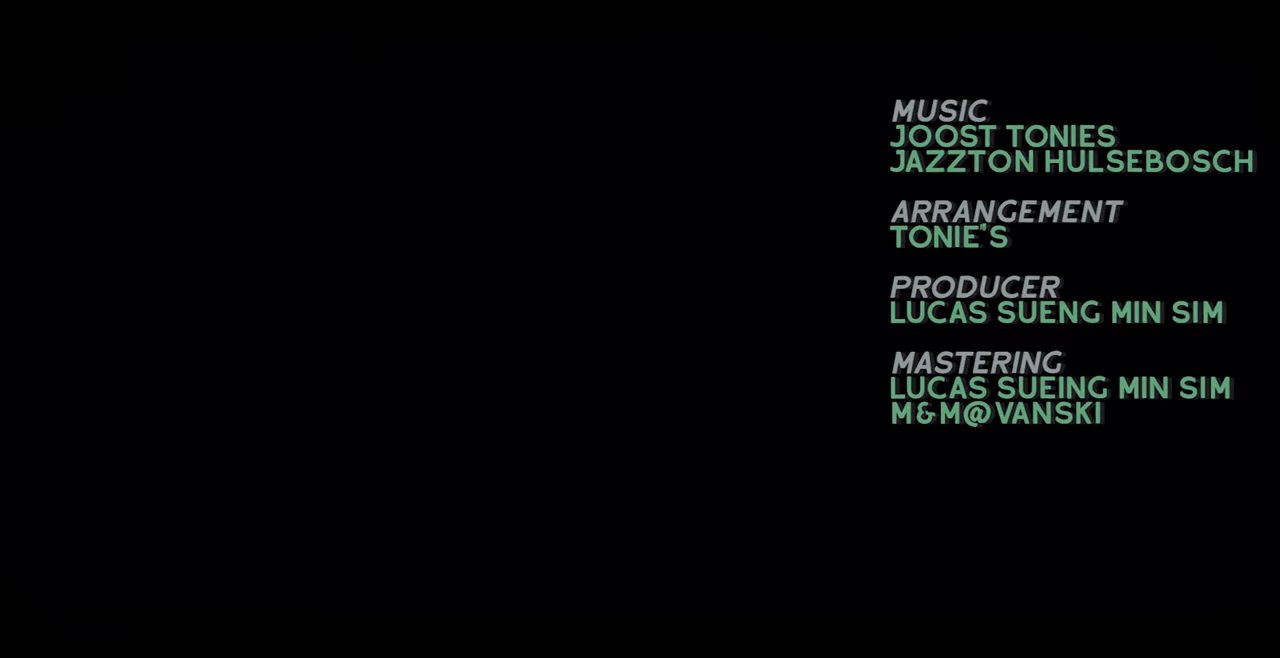 MUSIC
JOOST TONIES
JAZZTON HULSEBOSCH
ARRANGEMENT
TONIE'S
PRODUCER
LUCAS SUENG MIN SIM
MASTERING
LUCAS SUEING MIN SIM
M&M@VANSKI